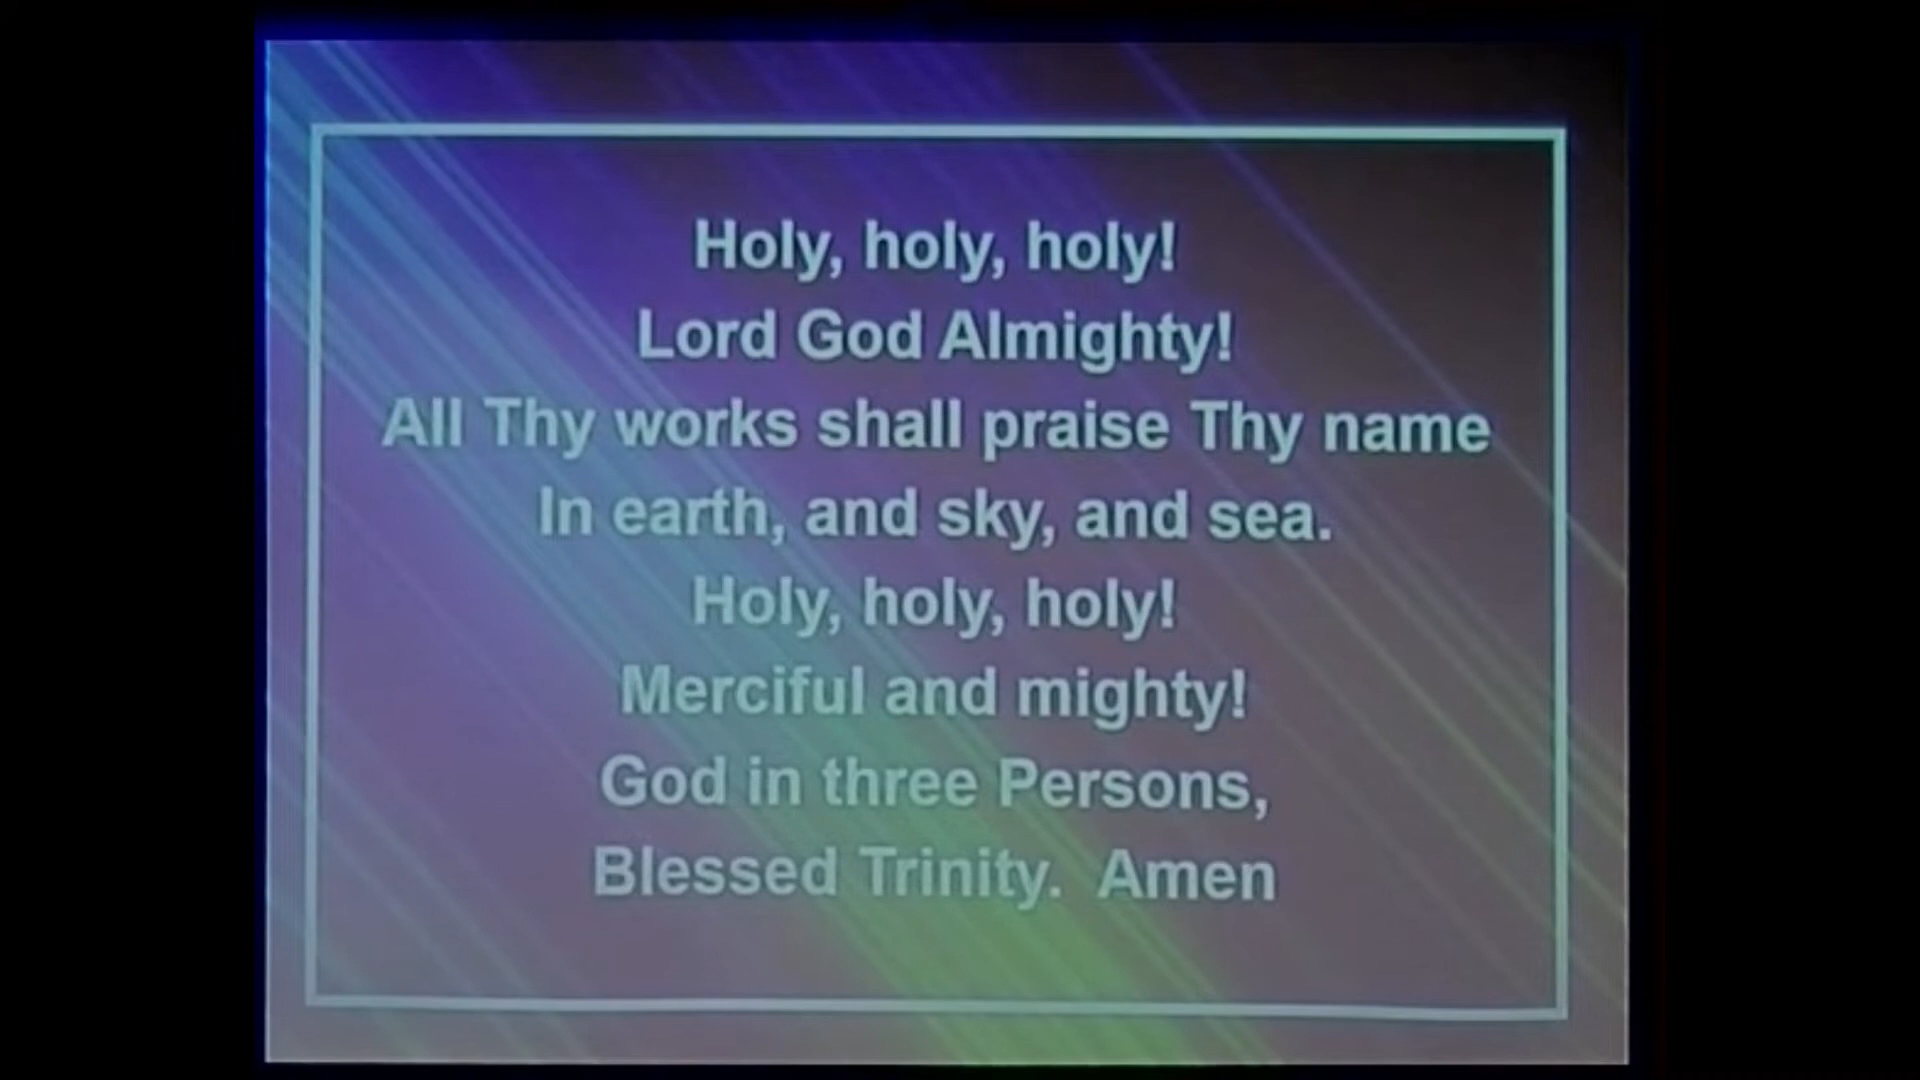 Holy, holy, holy!
Lord God Almighty!
All Thy works shall praise Thy name
In earth, and sky, and sea.
Holy, holy, holy!
Merciful and mighty!
God in three Persons,
Blessed Trinity.  Amen